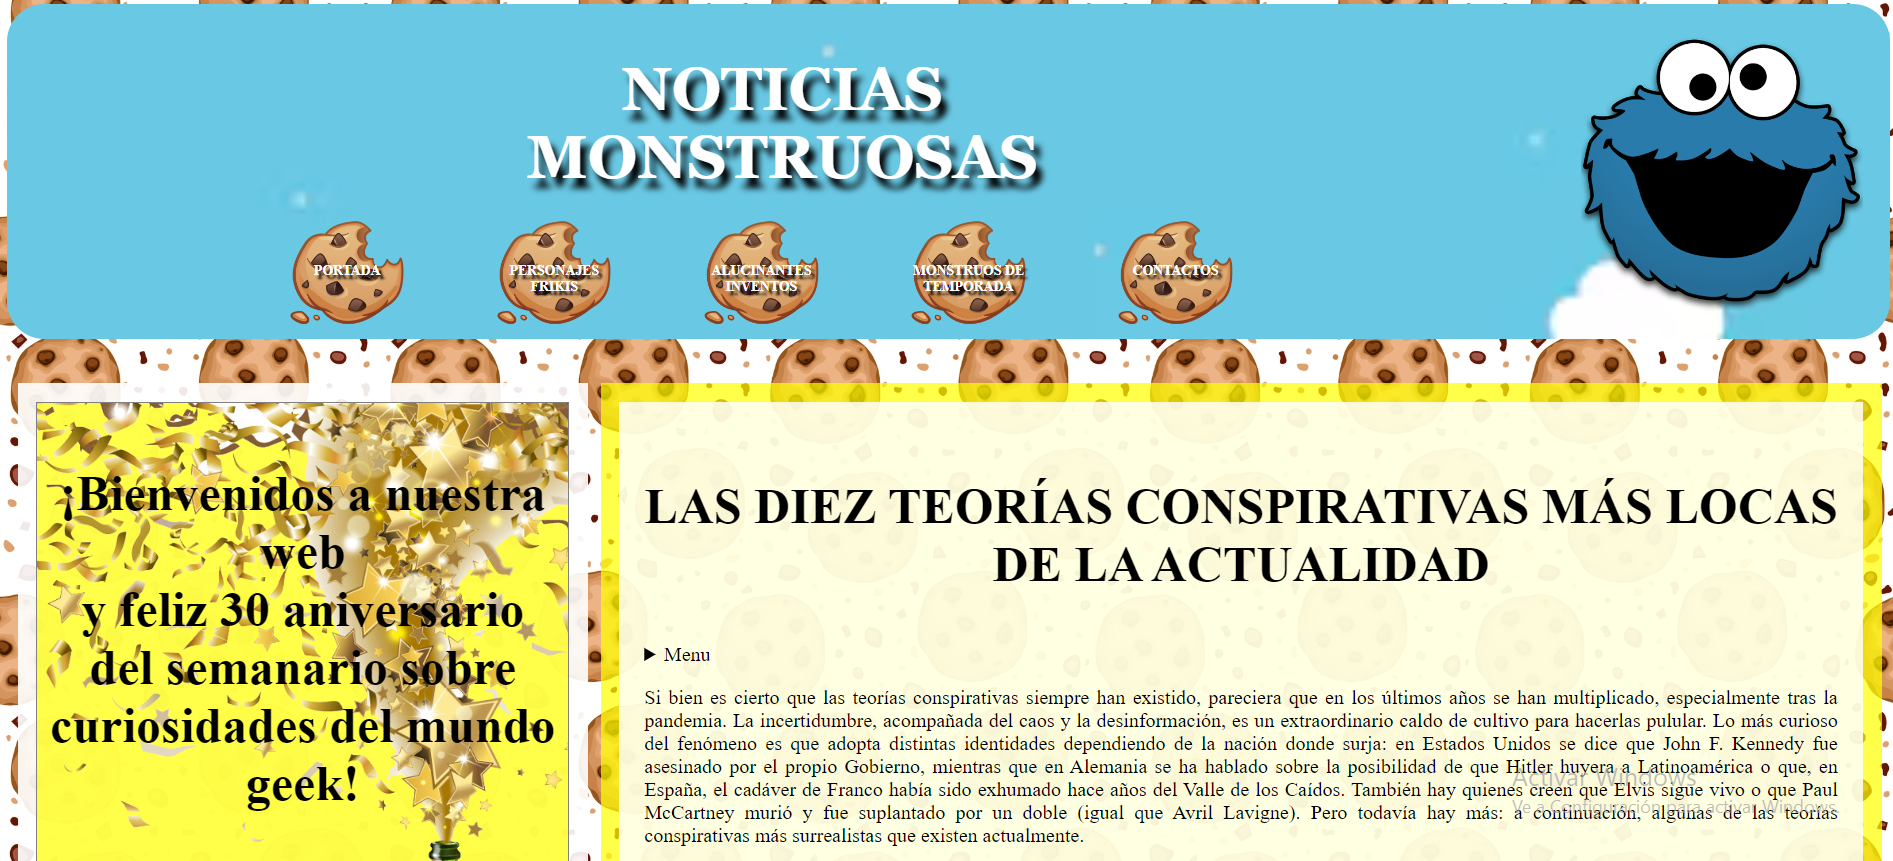 NOTICIAS
MONSTRUOSAS
PORTADA
PERSONAJES
FRIKIS
ALUCINANTES
INVENTOS
MONSTRUOS DE
TEMPORADA
CONTACTOS
¡Bienvenidos a nuestra
web
y feliz 30 aniversario
del semanario sobre
curiosidades del mundo
geek!
LAS DIEZ TEORÍAS CONSPIRATIVAS MÁS LOCAS
DE LA ACTUALIDAD
Menu
Si bien es cierto que las teorías conspirativas siempre han existido, pareciera que en los últimos años se han multiplicado, especialmente tras la
pandemia. La incertidumbre, acompañada del caos y la desinformación, es un extraordinario caldo de cultivo para hacerlas pulular. Lo más curioso
del fenómeno es que adopta distintas identidades dependiendo de la nación donde surja: en Estados Unidos se dice que John F. Kennedy fue
asesinado por el propio Gobierno, mientras que en Alemania se ha hablado sobre la posibilidad de que Hitler huyera a Latinoamérica o que, en
España, el cadáver de Franco había sido exhumado hace años del Valle de los Caídos. También hay quienes creen que Elvis sigue vivo o que Paul
McCartney murió y fue suplantado por un doble (igual que Avril Lavigne). Pero todavía hay más: a continuación, algunas de las teorías
conspirativas más surrealistas que existen actualmente.
Activar Windows
Ve a Configuración para activar Windows.